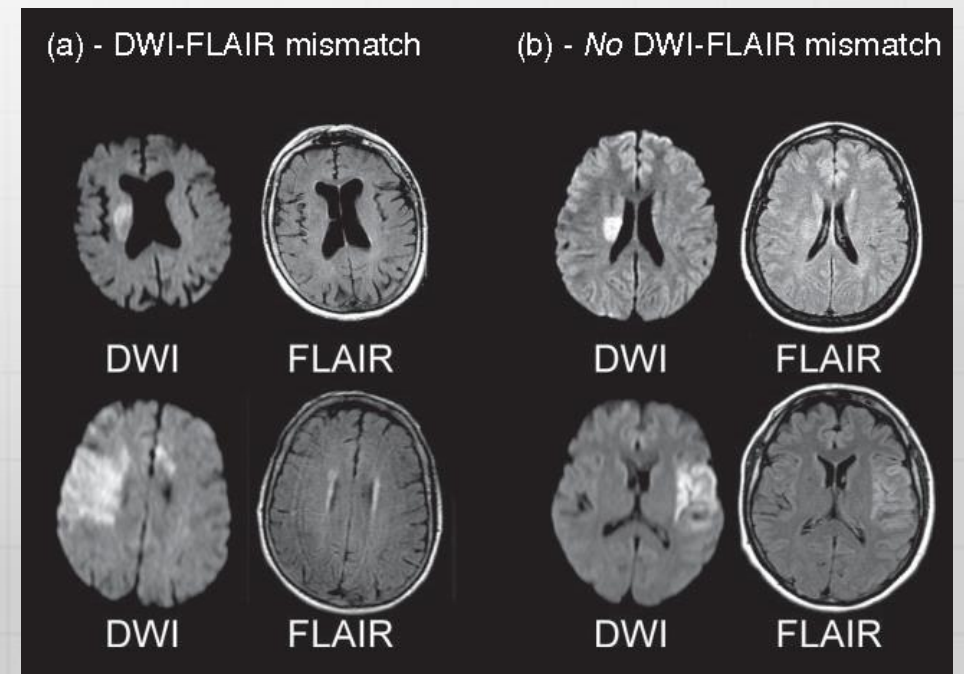 (a) - DWI-FLAIR mismatch
(b) - No DWI-FLAIR mismatch
DWI
FLAIR
DWI
FLAIR
DWI
FLAIR
DWI
FLAIR